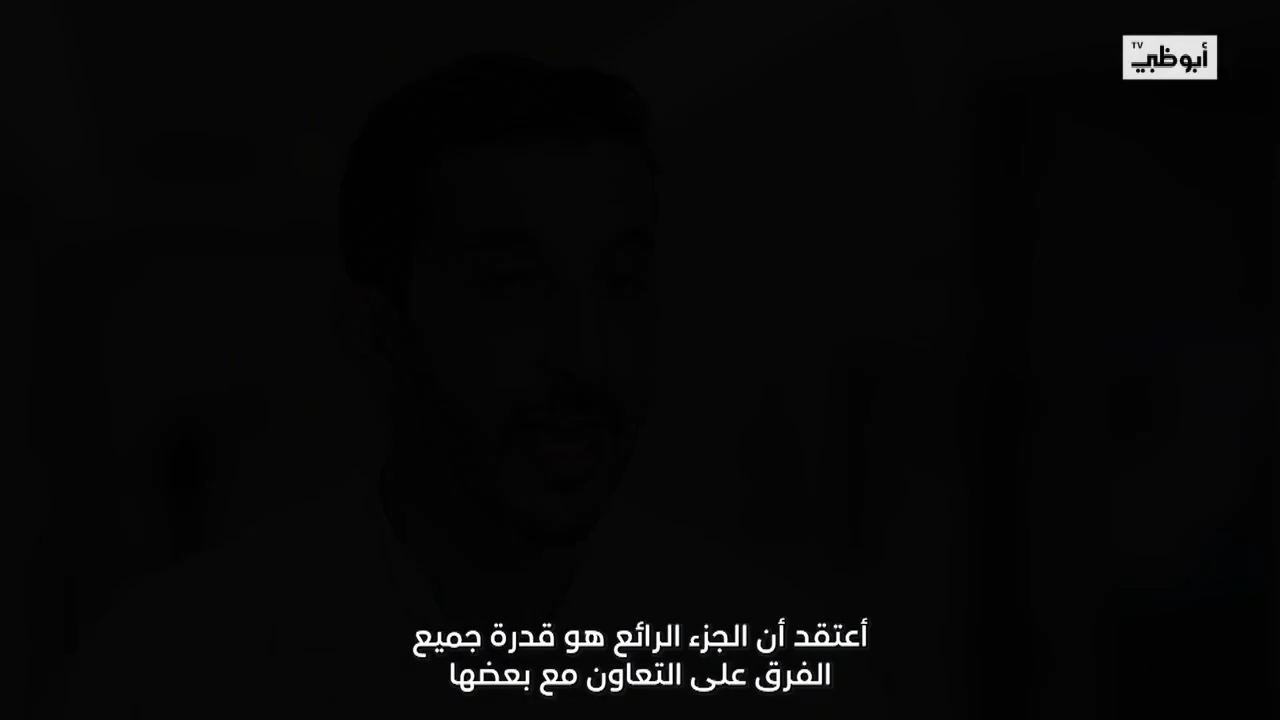 أبوظبي TV
أعتقد أن الجزء الرائع هو قدرة جميع
الفرق على التعاون مع بعضها